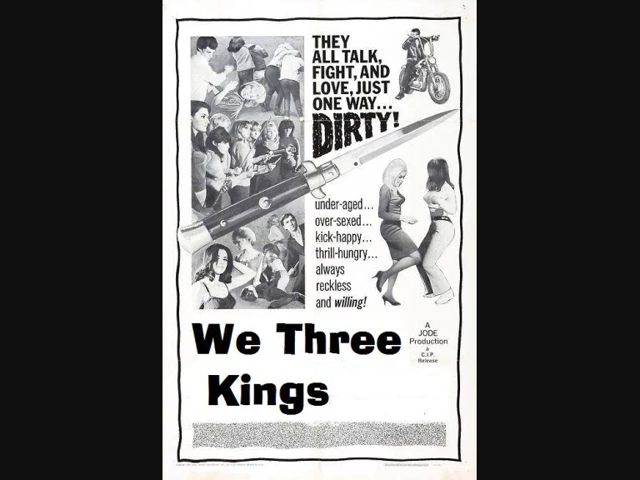 THEY
ALL TALK,
FIGHT, AND
LOVE, JUST
ONE WAY...
DIRTY!
under-aged...
over-sexed...
kick-happy...
thrill-hungry...
always
reckless
and willing!
We Three
Kings
A
JODE
Production
a
C.I.P.
Release